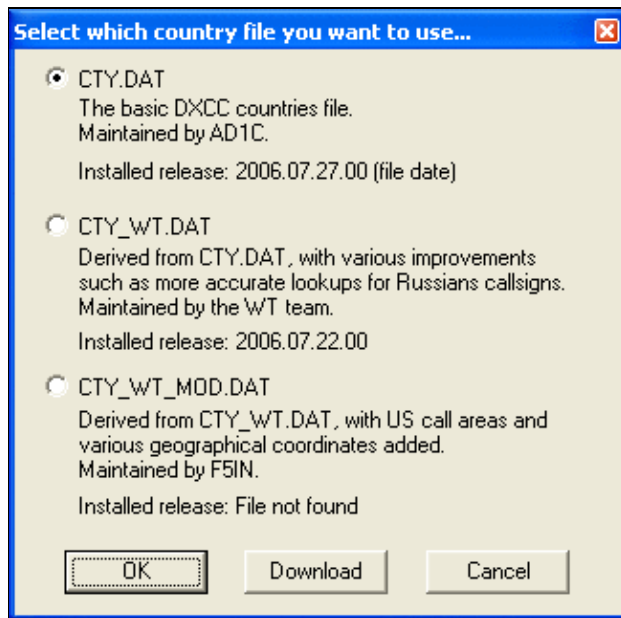 Select which country file you want to use...
CTY.DAT
The basic DXCC countries file.
Maintained by AD1C.
Installed release: 2006.07.27.00 (file date)
CTY_WT.DAT
Derived from CTY.DAT, with various improvements
such as more accurate lookups for Russians callsigns.
Maintained by the WT team.
Installed release: 2006.07.22.00
CTY_WT_MOD.DAT
Derived from CTY_WT.DAT, with US call areas and
various geographical coordinates added.
Maintained by F5IN.
Installed release: File not found
OK Download Cancel